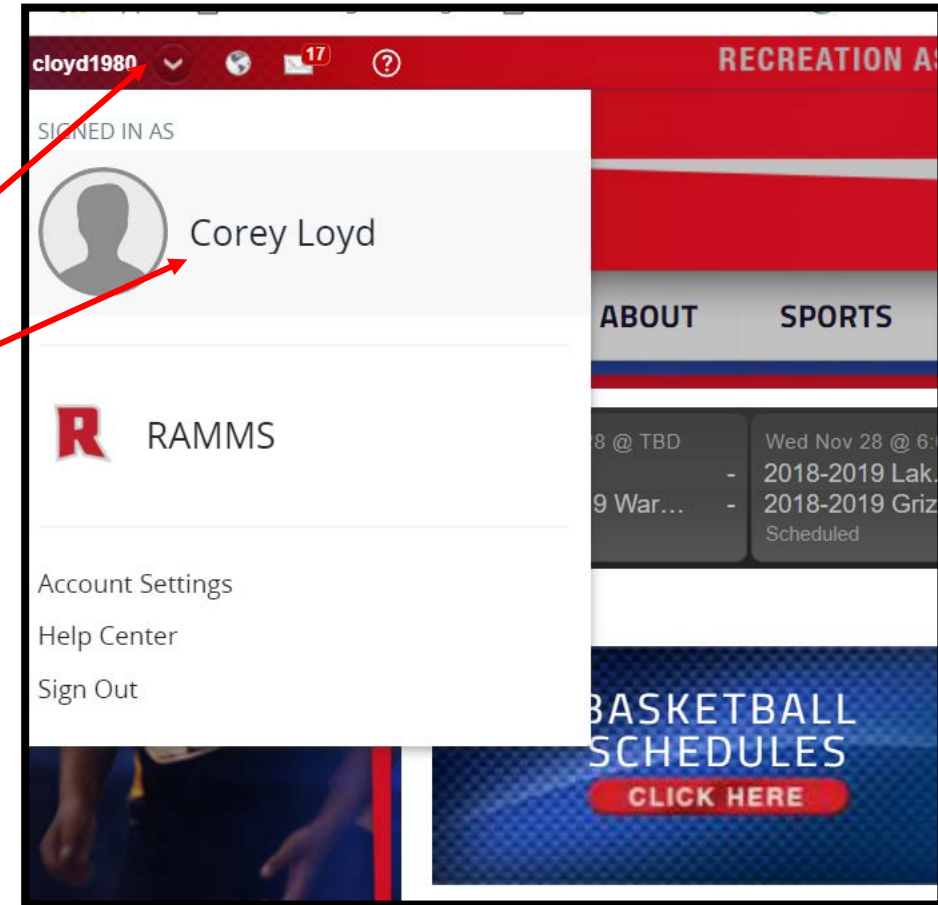 cloyd1980
17
?
RECREATION AS
SIGNED IN AS
Corey Loyd
ABOUT
SPORTS
R
RAMMS
8 @ TBD
-
9 War… -
Wed Nov 28 @ 6:
2018-2019 Lak.
2018-2019 Griz
Scheduled
Account Settings
Help Center
Sign Out
BASKETBALL
SCHEDULES
CLICK HERE